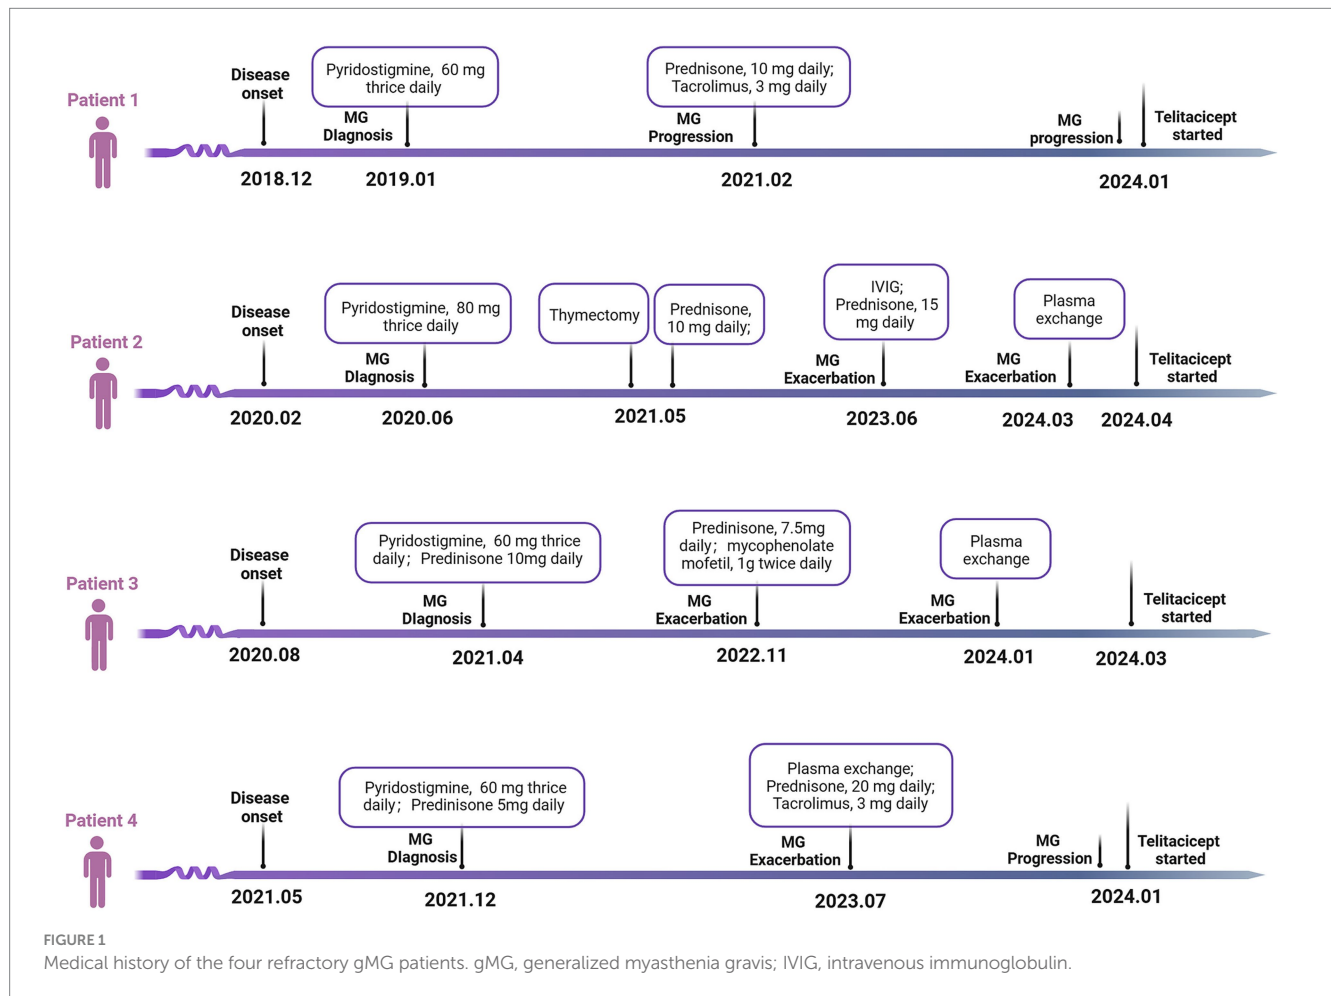 Patient 1
Disease
onset
Pyridostigmine, 60 mg
thrice daily
MG
DIagnosis
Prednisone, 10 mg daily;
Tacrolimus, 3 mg daily
MG
Progression
MG
progression
Telitacicept
started
2018.12
2019.01
2021.02
2024.01
Patient 2
Disease
onset
Pyridostigmine, 80 mg
thrice daily
MG
DIagnosis
Thymectomy
Prednisone,
10 mg daily;
IVIG;
Prednisone, 15
mg daily
MG
Exacerbation
Plasma
exchange
MG
Exacerbation
Telitacicept
started
2020.02
2020.06
2021.05
2023.06
2024.03
2024.04
Patient 3
Disease
onset
Pyridostigmine, 60 mg thrice
daily; Predinisone 10mg daily
MG
DIagnosis
Predinisone, 7.5mg
daily; mycophenolate
mofetil, 1g twice daily
MG
Exacerbation
Plasma
exchange
MG
Exacerbation
Telitacicept
started
2020.08
2021.04
2022.11
2024.01
2024.03
Patient 4
Disease
onset
Pyridostigmine, 60 mg thrice
daily; Predinisone 5mg daily
MG
DIagnosis
Plasma exchange;
Prednisone, 20 mg daily;
Tacrolimus, 3 mg daily
MG
Exacerbation
MG
Progression
Telitacicept
started
2021.05
2021.12
2023.07
2024.01
FIGURE 1
Medical history of the four refractory gMG patients. gMG, generalized myasthenia gravis; IVIG, intravenous immunoglobulin.